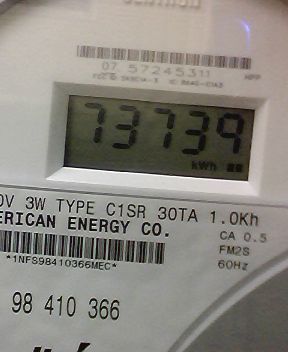 07 57245311
HPP
73739
kWh
0V 3W TYPE C1SR 30TA 1.0Kh
ERICAN ENERGY CO.
CA 0.5
FM2S
60Hz
*1NFS98410366MEC*
98 410 366